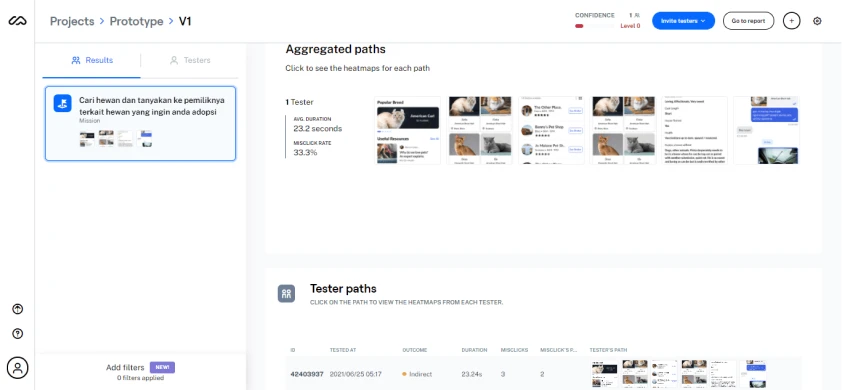 Projects > Prototype > V1
CONFIDENCE 1
Level 0
Invite testers
Go to report
+
Results
Testers
Cari hewan dan tanyakan ke pemiliknya
terkait hewan yang ingin anda adopsi
Mission
Add filters NEW!
0 filters applied
Aggregated paths
Click to see the heatmaps for each path
1 Tester
AVG. DURATION
23.2 seconds
MISCLICK RATE
33.3%
Popular Breed
American Curl
Useful Resources
Tester paths
CLICK ON THE PATH TO VIEW THE HEATMAPS FROM EACH TESTER.
ID TESTED AT OUTCOME DURATION MISCLICKS MISCLICK'S P... TESTER'S PATH
42403937 2021/06/25 05:17 Indirect 23.24s 3 2